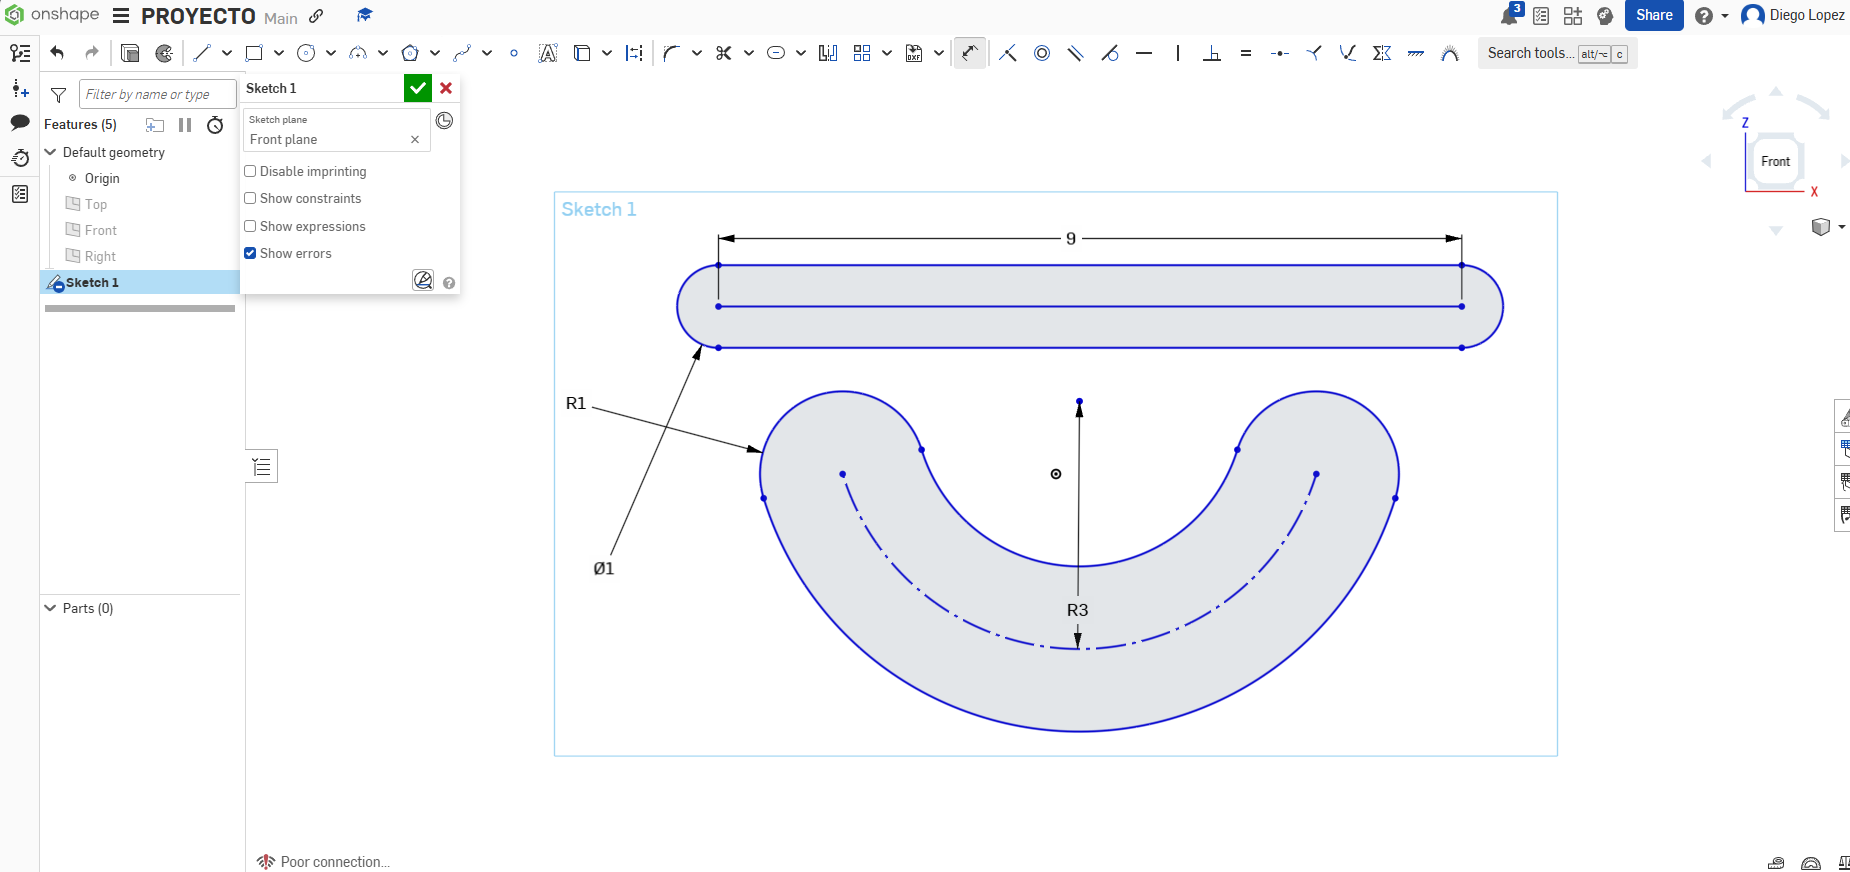 onshape PROYECTO Main 3 Share Diego Lopez
DXF Search tools... alt/⌥ c
Filter by name or type
Features (5)
Default geometry
Origin
Top
Front
Right
Sketch 1
Parts (0)
Sketch 1
Sketch plane
Front plane
Disable imprinting
Show constraints
Show expressions
Show errors
Sketch 1
9
R1
Ø1
R3
Z
Front
X
Poor connection...